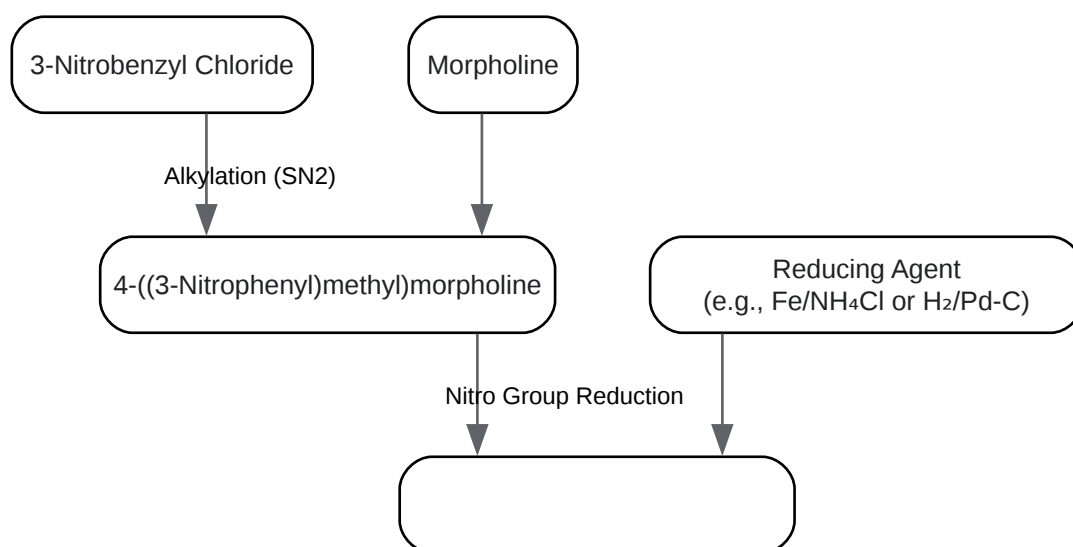 3-Nitrobenzyl Chloride
Morpholine
Alkylation (SN2)
4-((3-Nitrophenyl)methyl)morpholine
Reducing Agent
(e.g., Fe/NH₄Cl or H₂/Pd-C)
Nitro Group Reduction